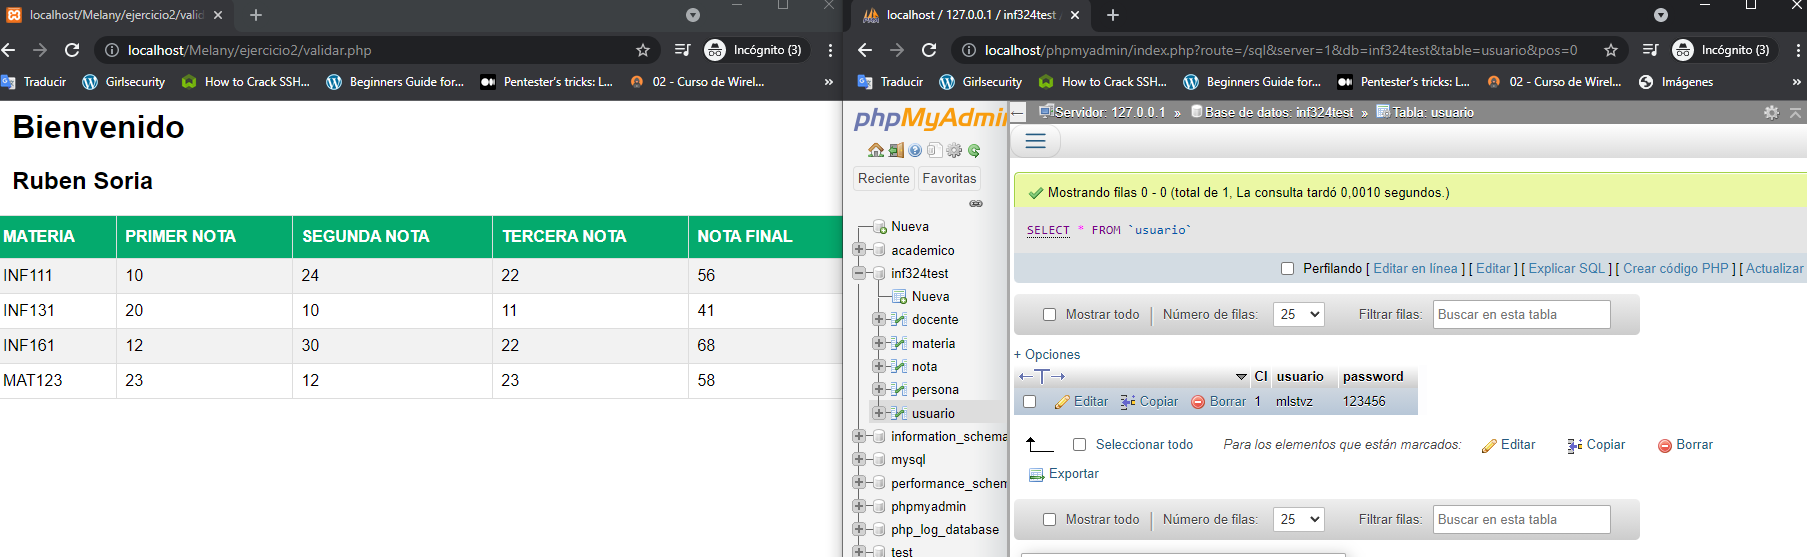 localhost/Melany/ejercicio2/valid
localhost/Melany/ejercicio2/validar.php
Incógnito (3)
Traducir
Girlsecurity
How to Crack SSH...
Beginners Guide for...
Pentester's tricks: L...
02 - Curso de Wirel...
»
Bienvenido
Ruben Soria
MATERIA PRIMER NOTA SEGUNDA NOTA TERCERA NOTA NOTA FINAL
INF111 10 24 22 56
INF131 20 10 11 41
INF161 12 30 22 68
MAT123 23 12 23 58
localhost / 127.0.0.1 / inf324test
localhost/phpmyadmin/index.php?route=/sql&server=1&db=inf324test&table=usuario&pos=0
Incógnito (3)
Traducir
Girlsecurity
How to Crack SSH...
Beginners Guide for...
Pentester's tricks: L...
02 - Curso de Wirel...
Imágenes
»
phpMyAdmin
Reciente
Favoritas
Nueva
academico
inf324test
Nueva
docente
materia
nota
persona
usuario
information_schema
mysql
performance_schem
phpmyadmin
php_log_database
test
Servidor: 127.0.0.1 » Base de datos: inf324test » Tabla: usuario
Mostrando filas 0 - 0 (total de 1, La consulta tardó 0,0010 segundos.)
SELECT * FROM `usuario`
Perfilando [ Editar en línea ] [ Editar ] [ Explicar SQL ] [ Crear código PHP ] [ Actualizar
Mostrar todo | Número de filas: 25 Filtrar filas: Buscar en esta tabla
+ Opciones
←T→ CI usuario password
Editar Copiar Borrar 1 mlstvz 123456
Seleccionar todo Para los elementos que están marcados: Editar Copiar Borrar
Exportar
Mostrar todo | Número de filas: 25 Filtrar filas: Buscar en esta tabla